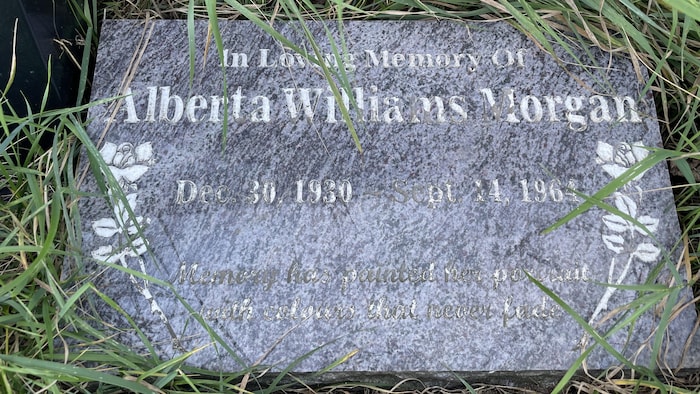 In Loving Memory Of
Alberta Williams Morgan
Dec. 30, 1930 – Sept. 14, 1964
Memory has painted her portrait
with colours that never fade